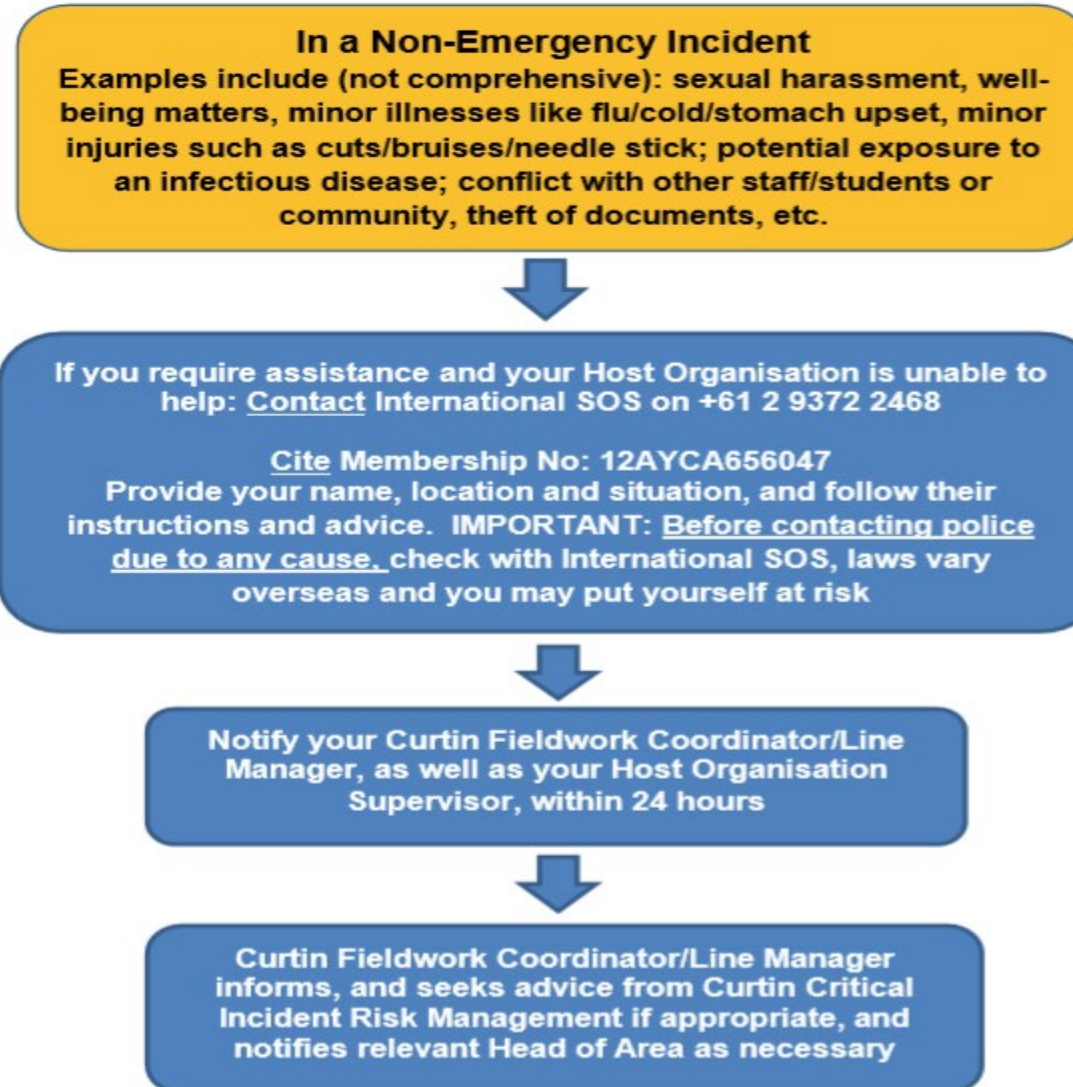 In a Non-Emergency Incident
Examples include (not comprehensive): sexual harassment, well-
being matters, minor illnesses like flu/cold/stomach upset, minor
injuries such as cuts/bruises/needle stick; potential exposure to
an infectious disease; conflict with other staff/students or
community, theft of documents, etc.
If you require assistance and your Host Organisation is unable to
help: Contact International SOS on +61 2 9372 2468
Cite Membership No: 12AYCA656047
Provide your name, location and situation, and follow their
instructions and advice.  IMPORTANT: Before contacting police
due to any cause, check with International SOS, laws vary
overseas and you may put yourself at risk
Notify your Curtin Fieldwork Coordinator/Line
Manager, as well as your Host Organisation
Supervisor, within 24 hours
Curtin Fieldwork Coordinator/Line Manager
informs, and seeks advice from Curtin Critical
Incident Risk Management if appropriate, and
notifies relevant Head of Area as necessary